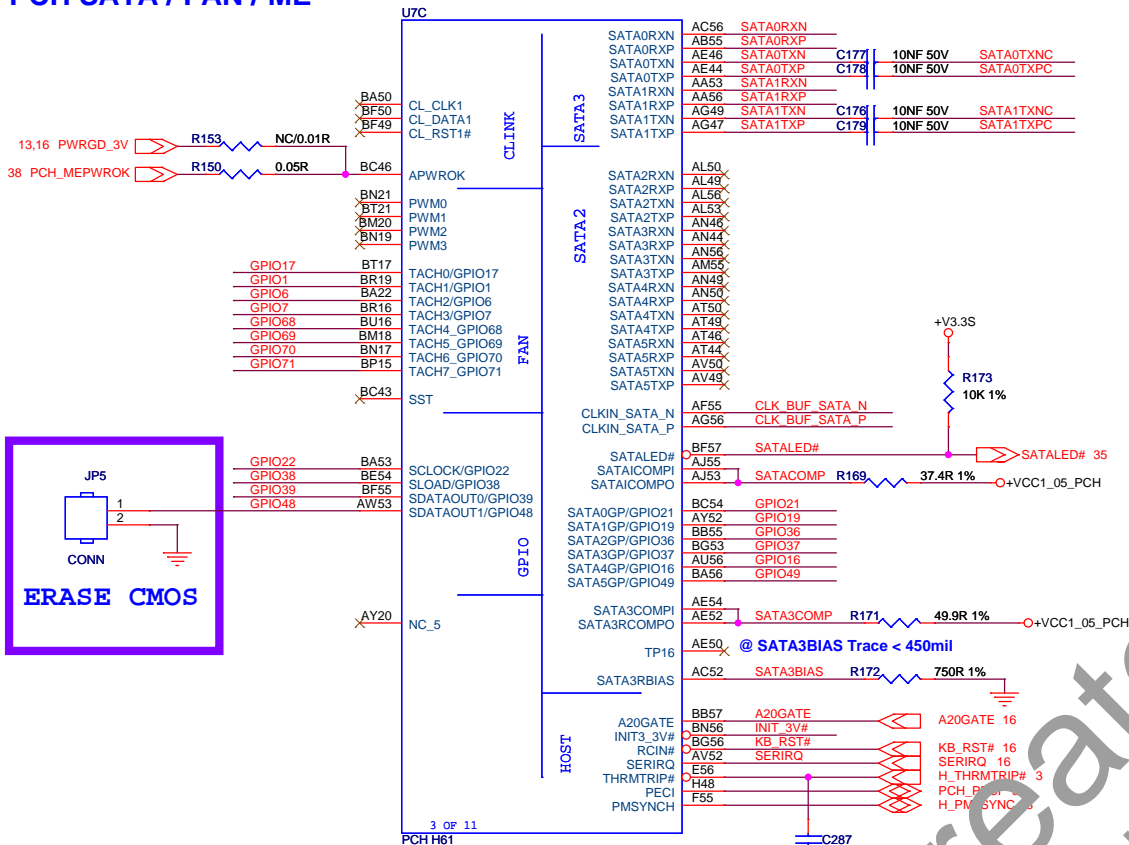 PCH SATA / FAN / ME
U7C
BA50 CL_CLK1
BF50 CL_DATA1
BF49 CL_RST1#
13,16 PWRGD_3V R153 NC/0.01R
38 PCH_MEPWROK R150 0.05R BC46 APWROK
BN21 PWM0
BT21 PWM1
BM20 PWM2
BN19 PWM3
GPIO17 BT17 TACH0/GPIO17
GPIO1 BR19 TACH1/GPIO1
GPIO6 BA22 TACH2/GPIO6
GPIO7 BR16 TACH3/GPIO7
GPIO68 BU16 TACH4_GPIO68
GPIO69 BM18 TACH5_GPIO69
GPIO70 BN17 TACH6_GPIO70
GPIO71 BP15 TACH7_GPIO71
BC43 SST
GPIO22 BA53 SCLOCK/GPIO22
GPIO38 BE54 SLOAD/GPIO38
GPIO39 BF55 SDATAOUT0/GPIO39
GPIO48 AW53 SDATAOUT1/GPIO48
JP5
1
2
CONN
ERASE CMOS
AY20 NC_5
CLINK
FAN
GPIO
SATA3
SATA2
HOST
SATA0RXN AC56 SATA0RXN
SATA0RXP AB55 SATA0RXP
SATA0TXN AE46 SATA0TXN C177 10NF 50V SATA0TXNC
SATA0TXP AE44 SATA0TXP C178 10NF 50V SATA0TXPC
SATA1RXN AA53 SATA1RXN
SATA1RXP AA56 SATA1RXP
SATA1TXN AG49 SATA1TXN C176 10NF 50V SATA1TXNC
SATA1TXP AG47 SATA1TXP C179 10NF 50V SATA1TXPC
SATA2RXN AL50
SATA2RXP AL49
SATA2TXN AL56
SATA2TXP AL53
SATA3RXN AN46
SATA3RXP AN44
SATA3TXN AN56
SATA3TXP AM55
SATA4RXN AN49
SATA4RXP AN50
SATA4TXN AT50
SATA4TXP AT49
SATA5RXN AT46
SATA5RXP AT44
SATA5TXN AV50
SATA5TXP AV49
+V3.3S
R173
10K 1%
CLKIN_SATA_N AF55 CLK_BUF_SATA_N
CLKIN_SATA_P AG56 CLK_BUF_SATA_P
SATALED# BF57 SATALED# SATALED# 35
SATAICOMPI AJ55
SATAICOMPO AJ53 SATACOMP R169 37.4R 1% +VCC1_05_PCH
SATA0GP/GPIO21 BC54 GPIO21
SATA1GP/GPIO19 AY52 GPIO19
SATA2GP/GPIO36 BB55 GPIO36
SATA3GP/GPIO37 BG53 GPIO37
SATA4GP/GPIO16 AU56 GPIO16
SATA5GP/GPIO49 BA56 GPIO49
SATA3COMPI AE54
SATA3RCOMPO AE52 SATA3COMP R171 49.9R 1% +VCC1_05_PCH
TP16 AE50 @ SATA3BIAS Trace < 450mil
SATA3RBIAS AC52 SATA3BIAS R172 750R 1%
A20GATE BB57 A20GATE A20GATE 16
INIT3_3V# BN56 INIT_3V#
RCIN# BG56 KB_RST# KB_RST# 16
SERIRQ AV52 SERIRQ SERIRQ 16
THRMTRIP# E56 H_THRMTRIP# 3
PECI H48
PMSYNCH F55
3 OF 11
PCH H61
C287